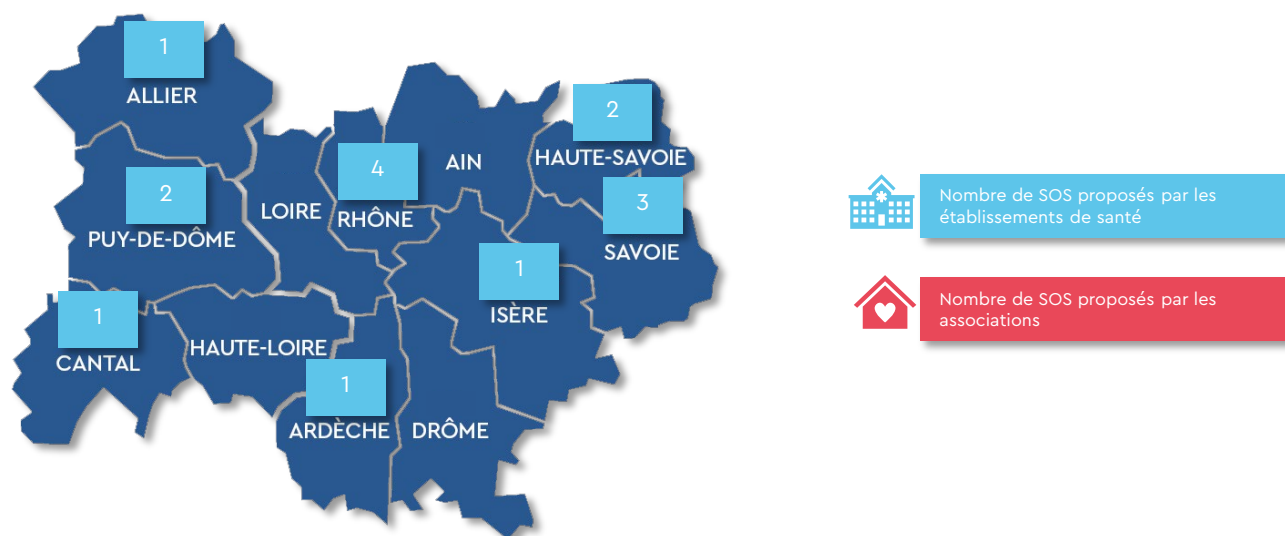 1
ALLIER
2
HAUTE-SAVOIE
4
RHÔNE
AIN
2
PUY-DE-DÔME
LOIRE
3
SAVOIE
1
ISÈRE
1
CANTAL
HAUTE-LOIRE
1
ARDÈCHE
DRÔME
Nombre de SOS proposés par les
établissements de santé
Nombre de SOS proposés par les
associations